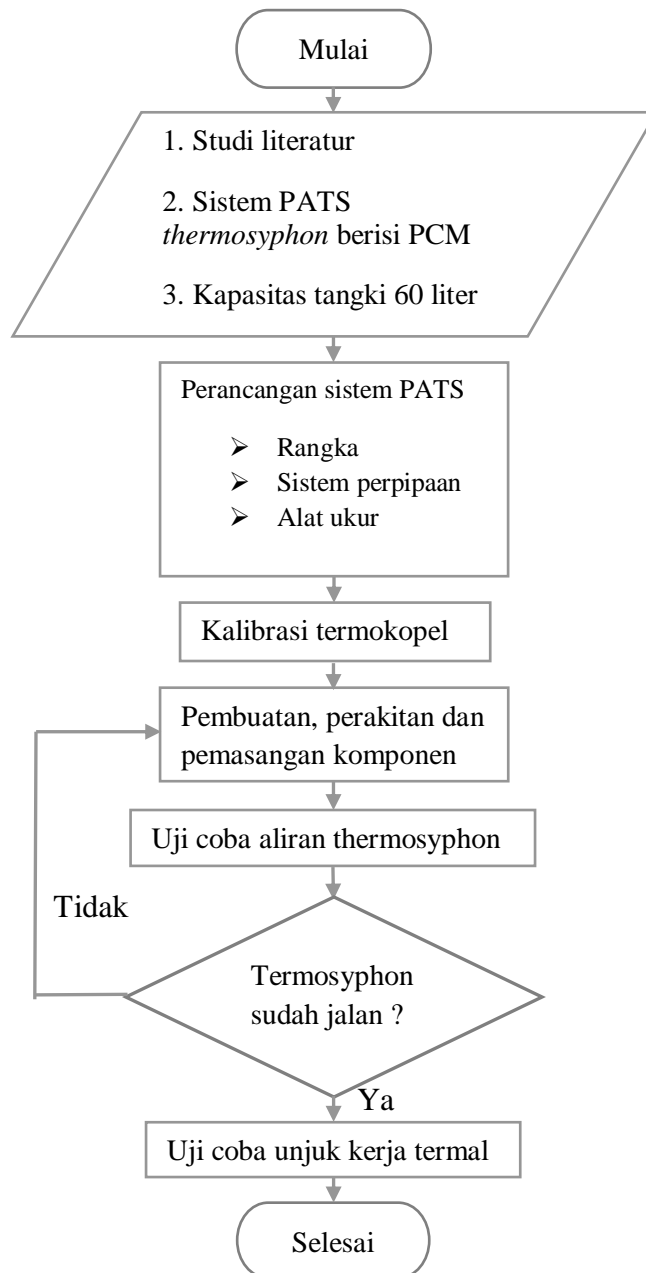 Mulai
1. Studi literatur
2. Sistem PATS
thermosyphon berisi PCM
3. Kapasitas tangki 60 liter
Perancangan sistem PATS
➢ Rangka
➢ Sistem perpipaan
➢ Alat ukur
Kalibrasi termokopel
Pembuatan, perakitan dan
pemasangan komponen
Uji coba aliran thermosyphon
Tidak
Termosyphon
sudah jalan ?
Ya
Uji coba unjuk kerja termal
Selesai